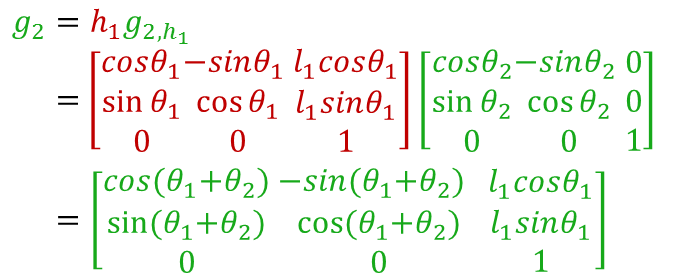 g₂ = h₁g₂,ₕ₁
cosθ₁ −sinθ₁ l₁cosθ₁ cosθ₂ −sinθ₂ 0
= sin θ₁ cos θ₁ l₁sinθ₁ sin θ₂ cos θ₂ 0
0 0 1 0 0 1
cos(θ₁+θ₂) −sin(θ₁+θ₂) l₁cosθ₁
= sin(θ₁+θ₂) cos(θ₁+θ₂) l₁sinθ₁
0 0 1